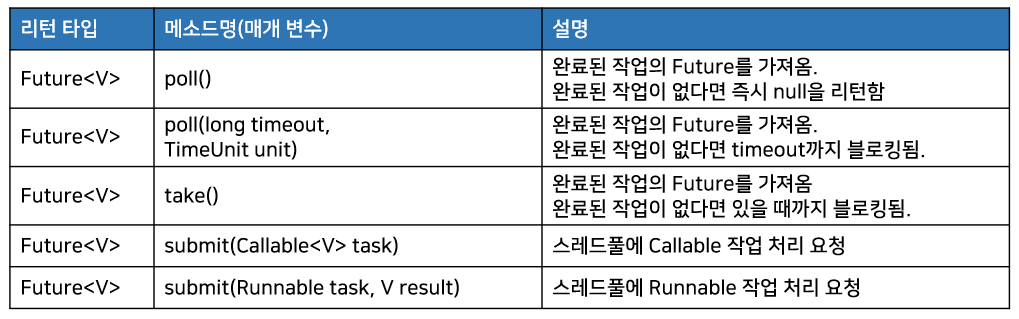 리턴 타입 메소드명(매개 변수) 설명
Future<V> poll() 완료된 작업의 Future를 가져옴.
완료된 작업이 없다면 즉시 null을 리턴함
Future<V> poll(long timeout, 완료된 작업의 Future를 가져옴.
TimeUnit unit) 완료된 작업이 없다면 timeout까지 블로킹됨.
Future<V> take() 완료된 작업의 Future를 가져옴
완료된 작업이 없다면 있을 때까지 블로킹됨.
Future<V> submit(Callable<V> task) 스레드풀에 Callable 작업 처리 요청
Future<V> submit(Runnable task, V result) 스레드풀에 Runnable 작업 처리 요청